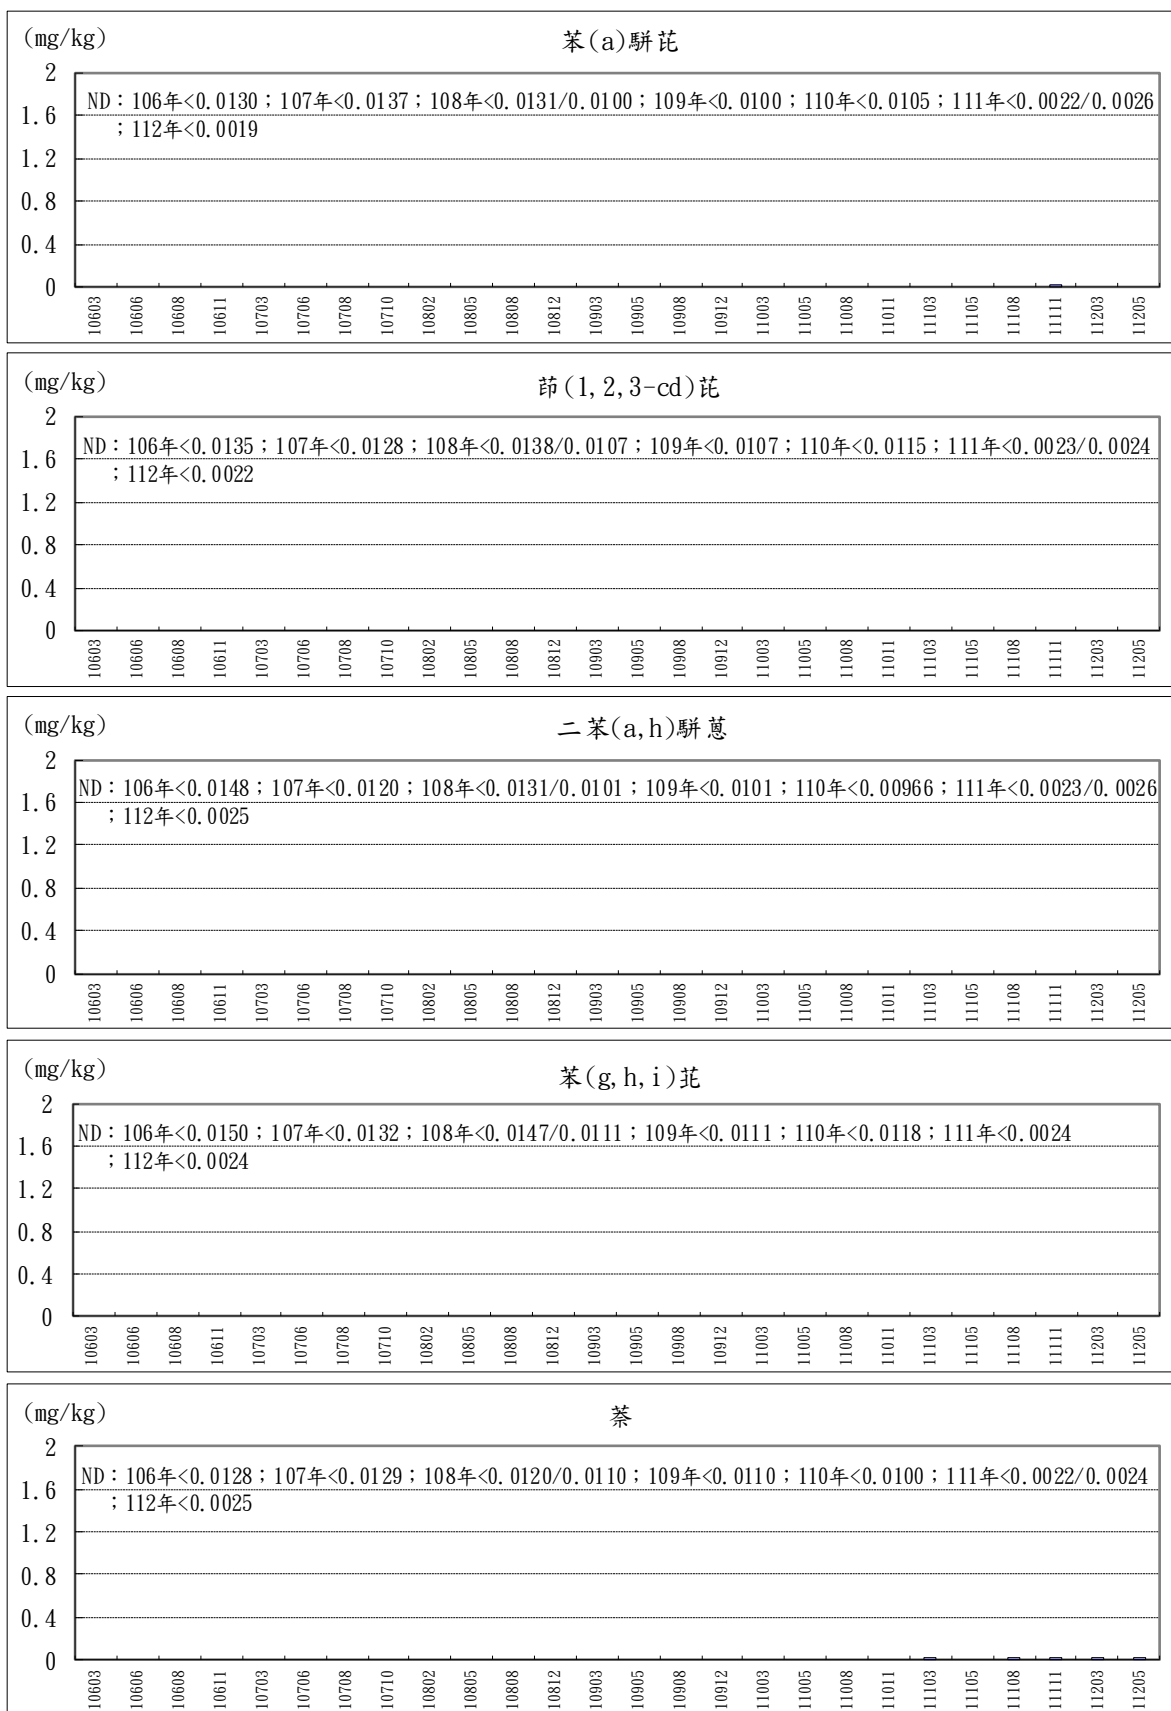 (mg/kg)
苯(a)駢芘
2
ND：106年<0.0130；107年<0.0137；108年<0.0131/0.0100；109年<0.0100；110年<0.0105；111年<0.0022/0.0026
；112年<0.0019
1.6
1.2
0.8
0.4
0
10603 10606 10608 10611 10703 10706 10708 10710 10802 10805 10808 10812 10903 10905 10908 10912 11003 11005 11008 11011 11103 11105 11108 11111 11203 11205
(mg/kg)
茚(1,2,3-cd)芘
2
ND：106年<0.0135；107年<0.0128；108年<0.0138/0.0107；109年<0.0107；110年<0.0115；111年<0.0023/0.0024
；112年<0.0022
1.6
1.2
0.8
0.4
0
10603 10606 10608 10611 10703 10706 10708 10710 10802 10805 10808 10812 10903 10905 10908 10912 11003 11005 11008 11011 11103 11105 11108 11111 11203 11205
(mg/kg)
二苯(a,h)駢蒽
2
ND：106年<0.0148；107年<0.0120；108年<0.0131/0.0101；109年<0.0101；110年<0.00966；111年<0.0023/0.0026
；112年<0.0025
1.6
1.2
0.8
0.4
0
10603 10606 10608 10611 10703 10706 10708 10710 10802 10805 10808 10812 10903 10905 10908 10912 11003 11005 11008 11011 11103 11105 11108 11111 11203 11205
(mg/kg)
苯(g,h,i)苝
2
ND：106年<0.0150；107年<0.0132；108年<0.0147/0.0111；109年<0.0111；110年<0.0118；111年<0.0024
；112年<0.0024
1.6
1.2
0.8
0.4
0
10603 10606 10608 10611 10703 10706 10708 10710 10802 10805 10808 10812 10903 10905 10908 10912 11003 11005 11008 11011 11103 11105 11108 11111 11203 11205
(mg/kg)
萘
2
ND：106年<0.0128；107年<0.0129；108年<0.0120/0.0110；109年<0.0110；110年<0.0100；111年<0.0022/0.0024
；112年<0.0025
1.6
1.2
0.8
0.4
0
10603 10606 10608 10611 10703 10706 10708 10710 10802 10805 10808 10812 10903 10905 10908 10912 11003 11005 11008 11011 11103 11105 11108 11111 11203 11205